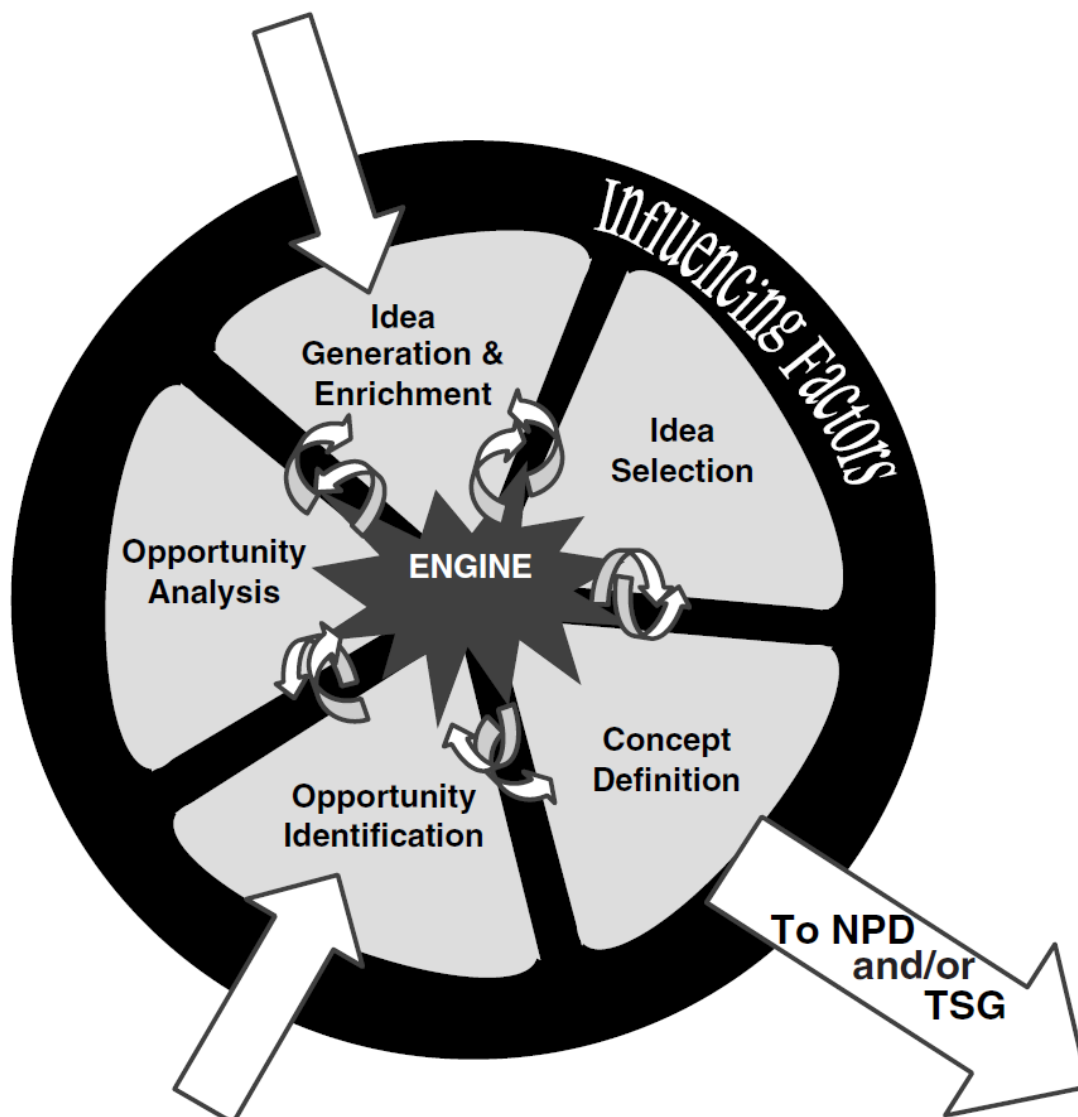 Influencing Factors
Idea
Generation &
Enrichment
Idea
Selection
Opportunity
Analysis
ENGINE
Concept
Definition
Opportunity
Identification
To NPD
and/or
TSG